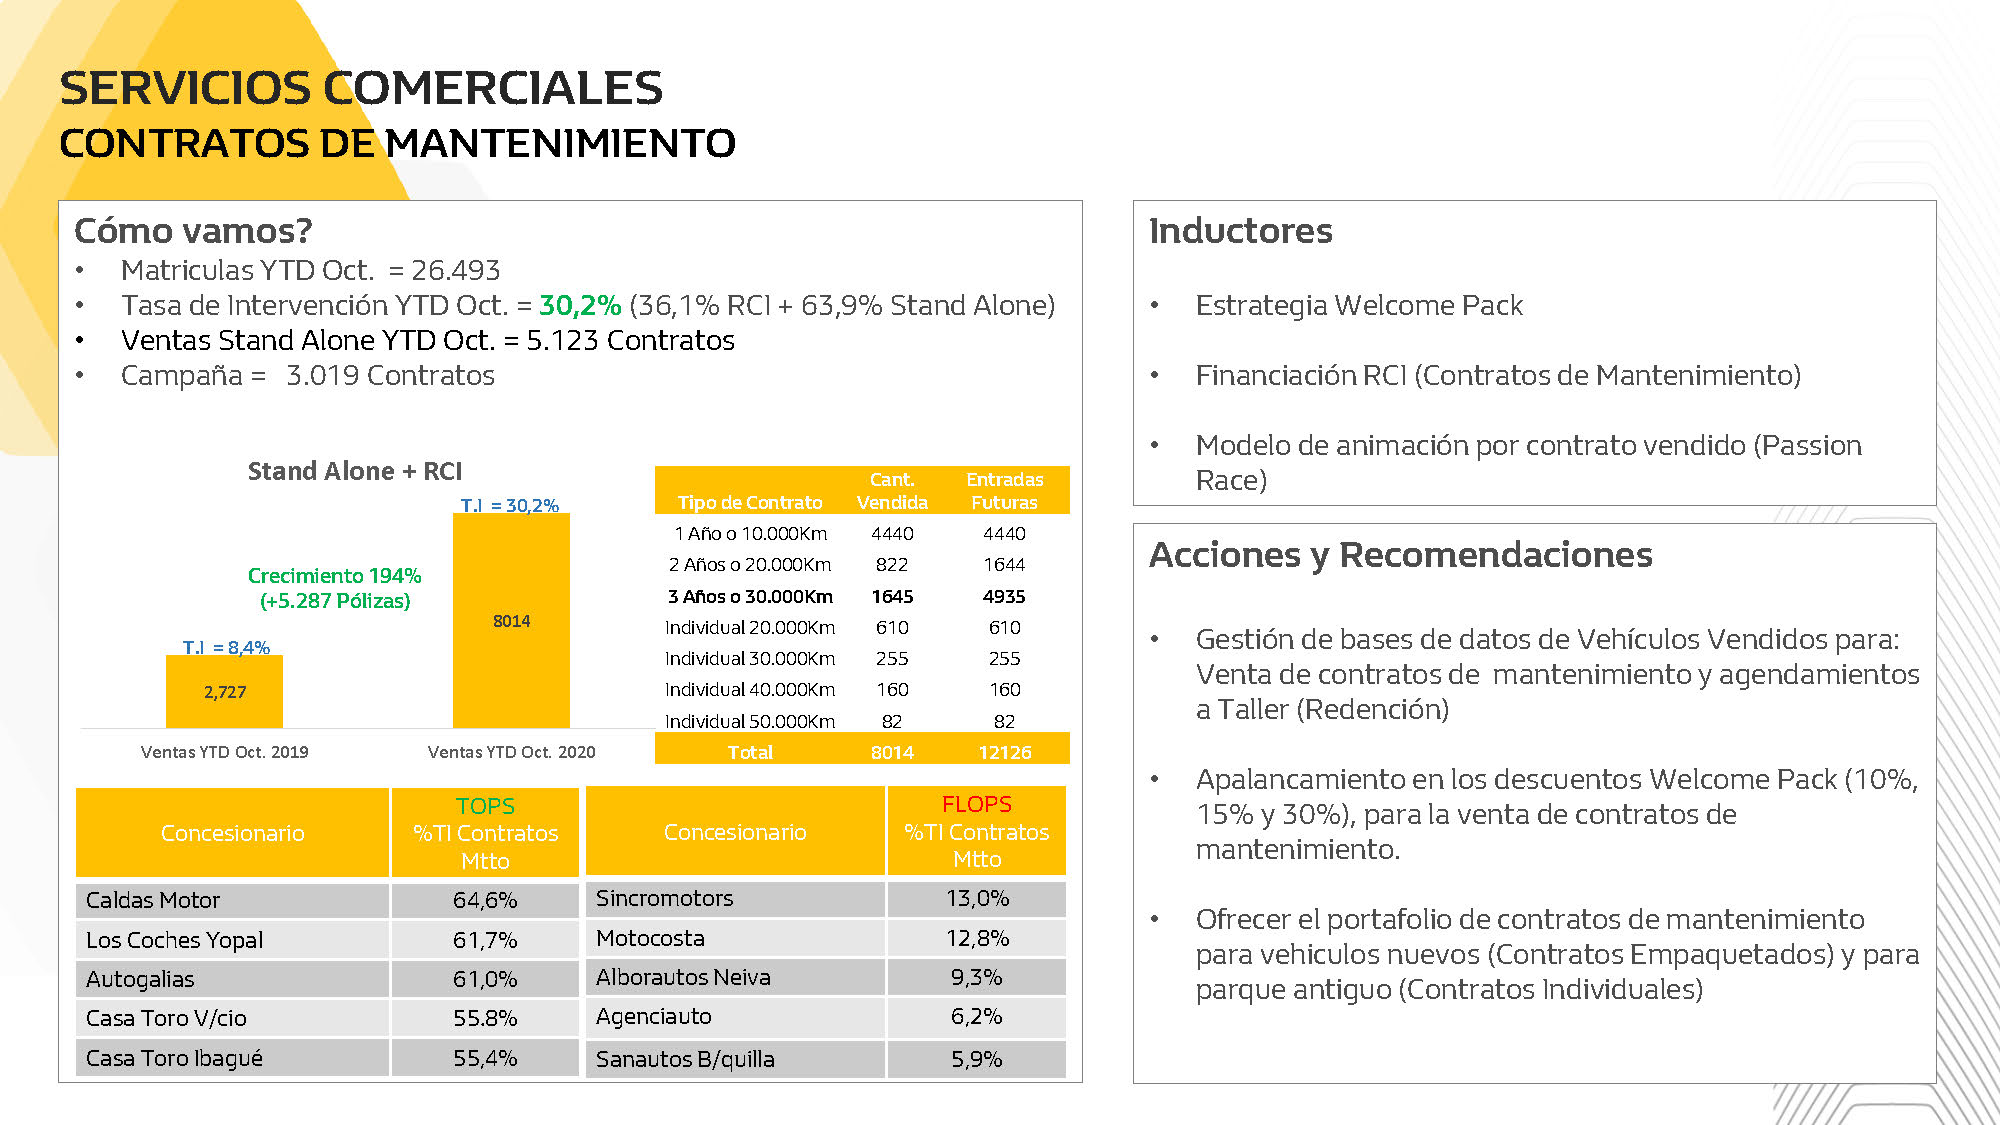 SERVICIOS COMERCIALES
CONTRATOS DE MANTENIMIENTO
Cómo vamos?
• Matriculas YTD Oct. = 26.493
• Tasa de Intervención YTD Oct. = 30,2% (36,1% RCI + 63,9% Stand Alone)
• Ventas Stand Alone YTD Oct. = 5.123 Contratos
• Campaña = 3.019 Contratos
Stand Alone + RCI
T.I = 30,2%
Crecimiento 194%
(+5.287 Pólizas)
8014
T.I = 8,4%
2,727
Ventas YTD Oct. 2019 Ventas YTD Oct. 2020
Tipo de Contrato Cant. Vendida Entradas Futuras
1 Año o 10.000Km 4440 4440
2 Años o 20.000Km 822 1644
3 Años o 30.000Km 1645 4935
Individual 20.000Km 610 610
Individual 30.000Km 255 255
Individual 40.000Km 160 160
Individual 50.000Km 82 82
Total 8014 12126
Concesionario TOPS %TI Contratos Mtto
Caldas Motor 64,6%
Los Coches Yopal 61,7%
Autogalias 61,0%
Casa Toro V/cio 55.8%
Casa Toro Ibagué 55,4%
Concesionario FLOPS %TI Contratos Mtto
Sincromotors 13,0%
Motocosta 12,8%
Alborautos Neiva 9,3%
Agenciauto 6,2%
Sanautos B/quilla 5,9%
Inductores
• Estrategia Welcome Pack
• Financiación RCI (Contratos de Mantenimiento)
• Modelo de animación por contrato vendido (Passion
Race)
Acciones y Recomendaciones
• Gestión de bases de datos de Vehículos Vendidos para:
Venta de contratos de mantenimiento y agendamientos
a Taller (Redención)
• Apalancamiento en los descuentos Welcome Pack (10%,
15% y 30%), para la venta de contratos de
mantenimiento.
• Ofrecer el portafolio de contratos de mantenimiento
para vehiculos nuevos (Contratos Empaquetados) y para
parque antiguo (Contratos Individuales)